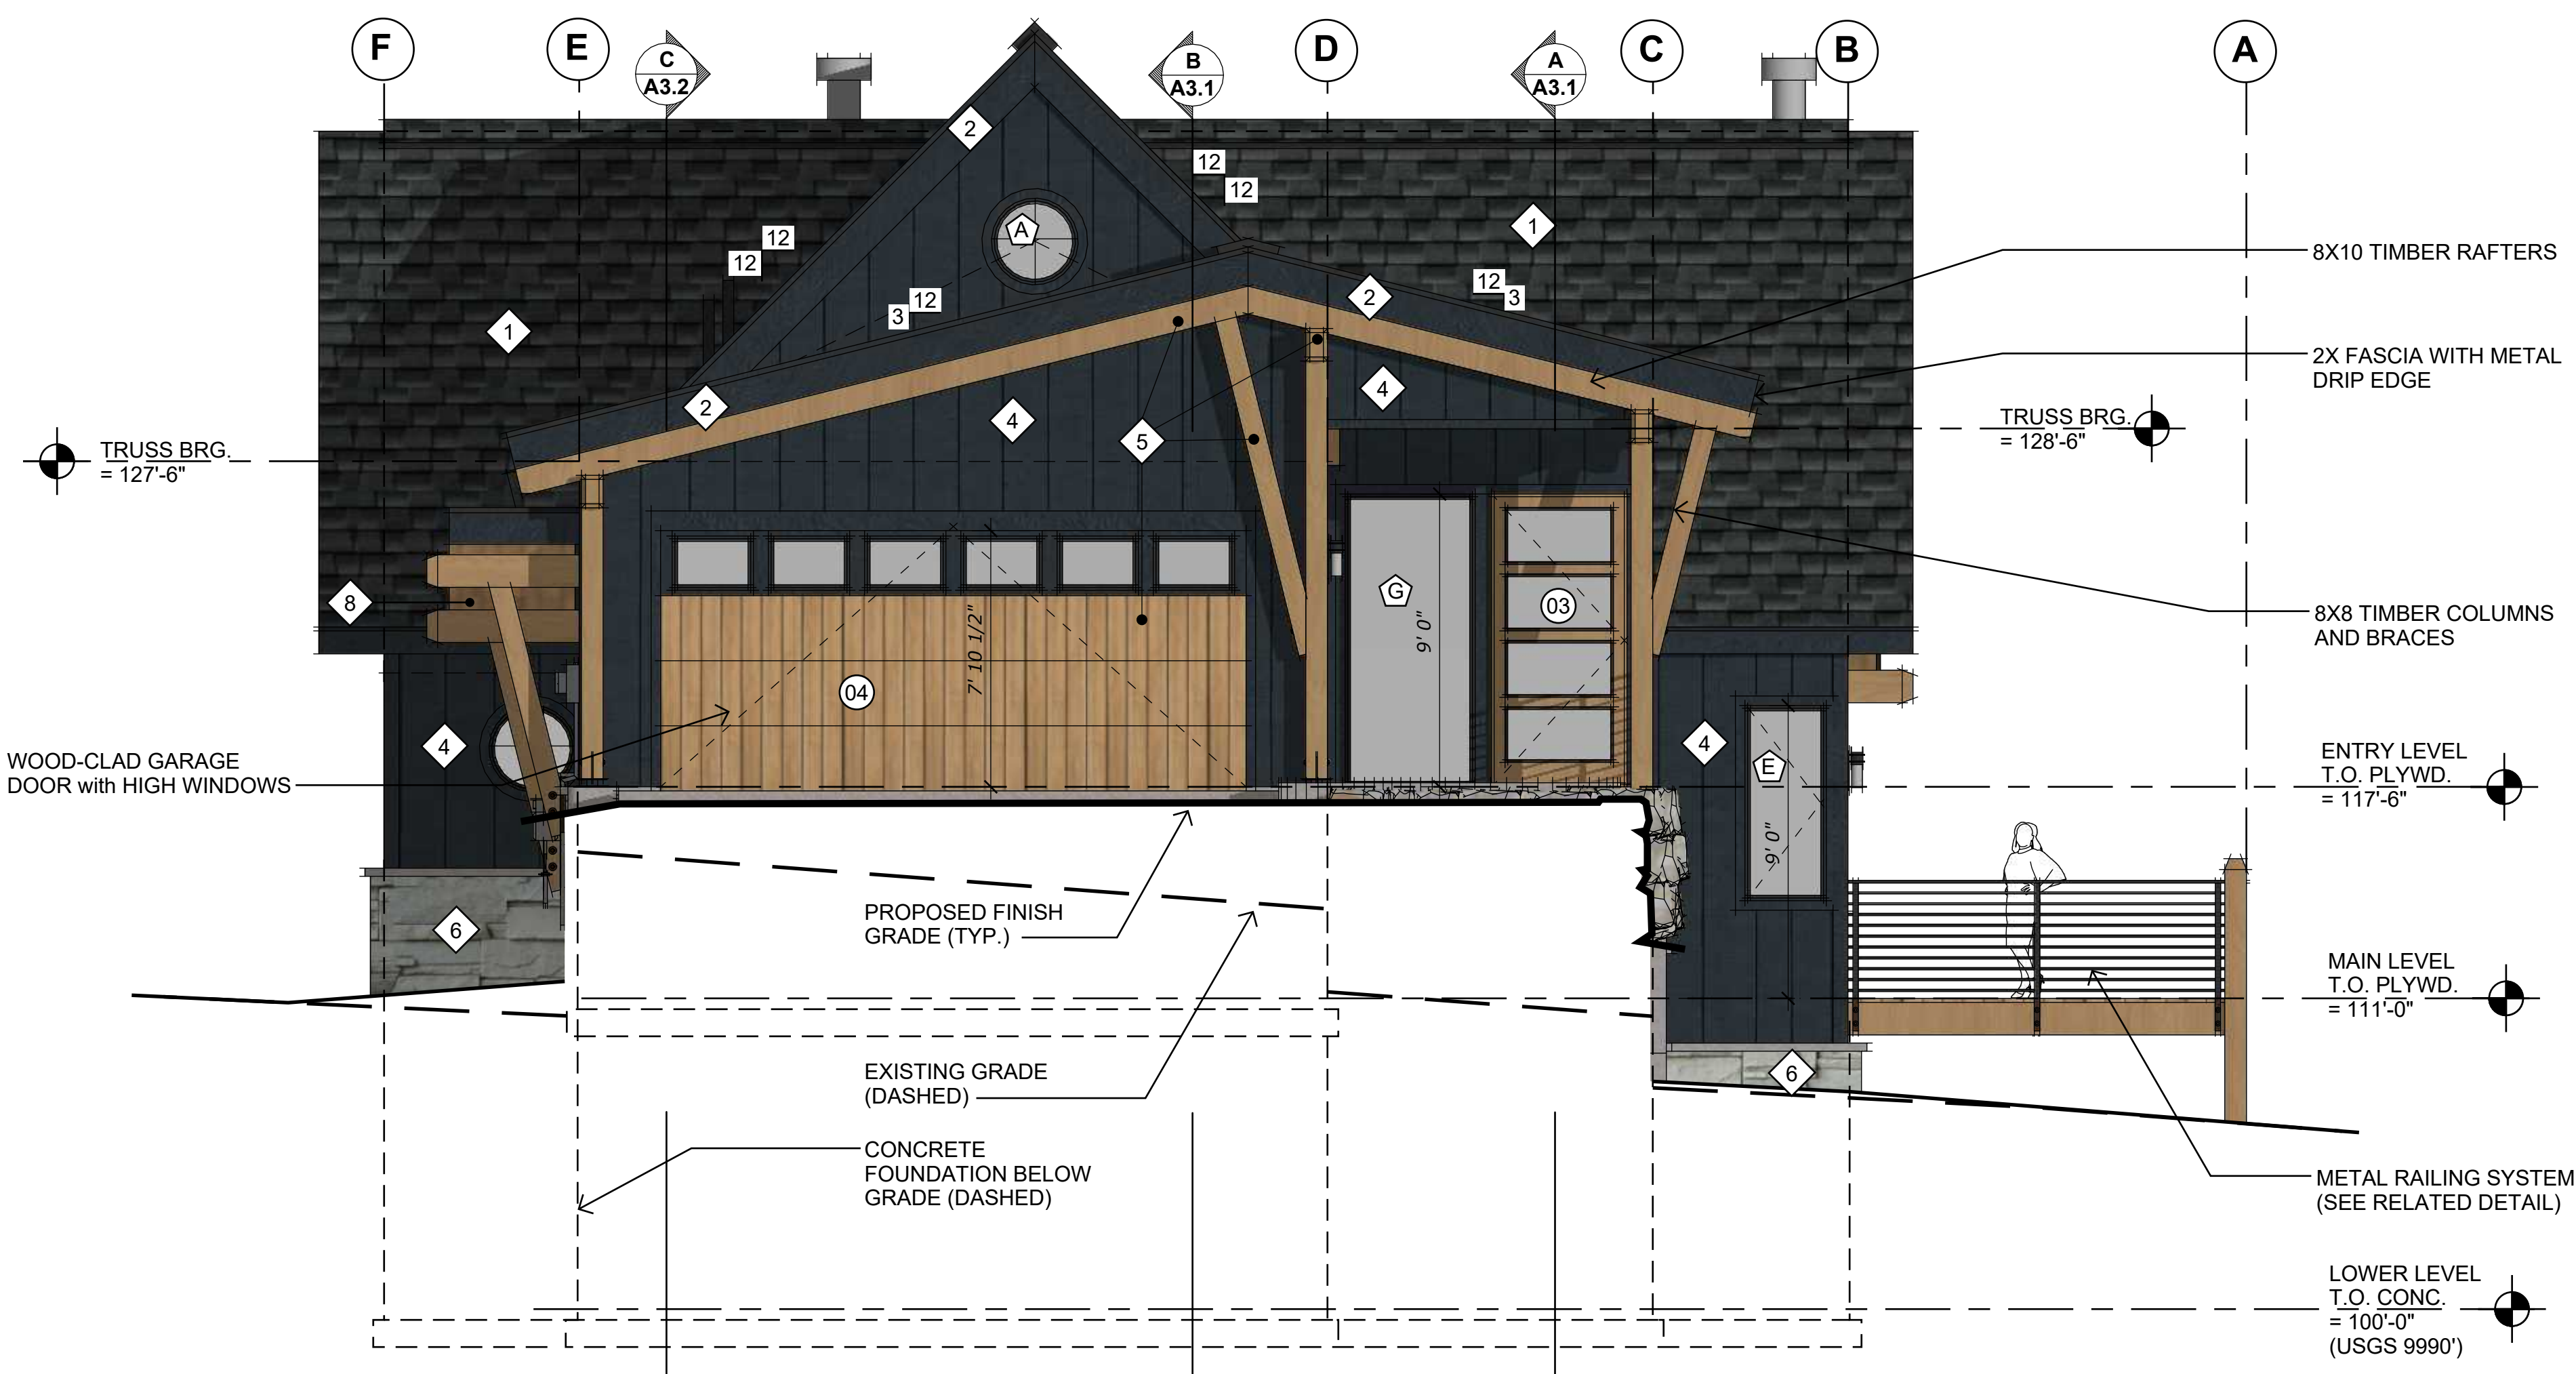 F
E
C
A3.2
B
A3.1
D
A
A3.1
C
B
A
2
12
12
12
12
1
A
8X10 TIMBER RAFTERS
12
3
12
3
2
1
2X FASCIA WITH METAL
DRIP EDGE
2
4
4
5
TRUSS BRG.
= 127'-6"
TRUSS BRG.
= 128'-6"
8
G
03
9' 0"
7' 10 1/2"
8X8 TIMBER COLUMNS
AND BRACES
04
4
4
E
9' 0"
WOOD-CLAD GARAGE
DOOR with HIGH WINDOWS
ENTRY LEVEL
T.O. PLYWD.
= 117'-6"
PROPOSED FINISH
GRADE (TYP.)
6
MAIN LEVEL
T.O. PLYWD.
= 111'-0"
EXISTING GRADE
(DASHED)
6
CONCRETE
FOUNDATION BELOW
GRADE (DASHED)
METAL RAILING SYSTEM
(SEE RELATED DETAIL)
LOWER LEVEL
T.O. CONC.
= 100'-0"
(USGS 9990')